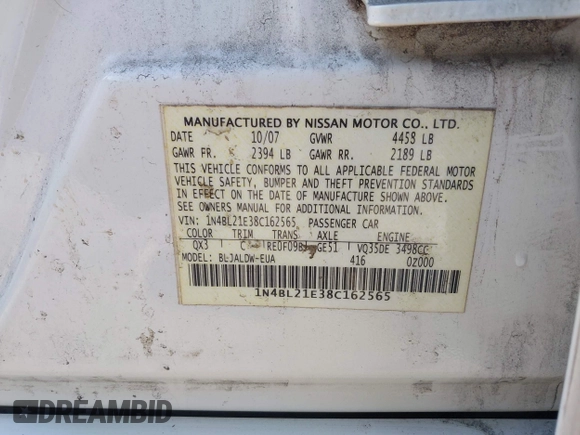 MANUFACTURED BY NISSAN MOTOR CO., LTD.
DATE 10/07 GVWR 4458 LB
GAWR FR. 2394 LB GAWR RR. 2189 LB
THIS VEHICLE CONFORMS TO ALL APPLICABLE FEDERAL MOTOR
VEHICLE SAFETY, BUMPER AND THEFT PREVENTION STANDARDS
IN EFFECT ON THE DATE OF MANUFACTURE SHOWN ABOVE.
SEE OWNERS MANUAL FOR ADDITIONAL INFORMATION.
VIN: 1N4BL21E38C162565 PASSENGER CAR
COLOR TRIM TRANS AXLE ENGINE
QX3 C RE0F09B GE51 VQ35DE 3498CC
MODEL: BLJALDW-EUA 416 0Z000
1N4BL21E38C162565
DREAMBID